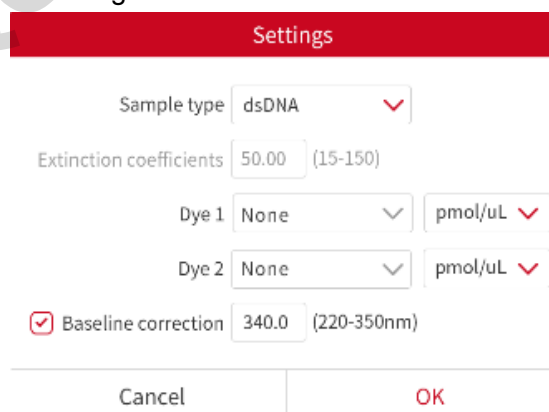 Settings
Sample type dsDNA
Extinction coefficients 50.00 (15-150)
Dye 1 None pmol/uL
Dye 2 None pmol/uL
Baseline correction 340.0 (220-350nm)
Cancel OK